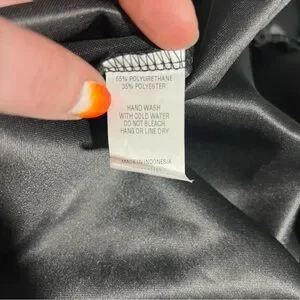 65% POLYURETHANE
35% POLYESTER
HAND WASH
WITH COLD WATER
DO NOT BLEACH
HANG OR LINE DRY
MADE IN INDONESIA